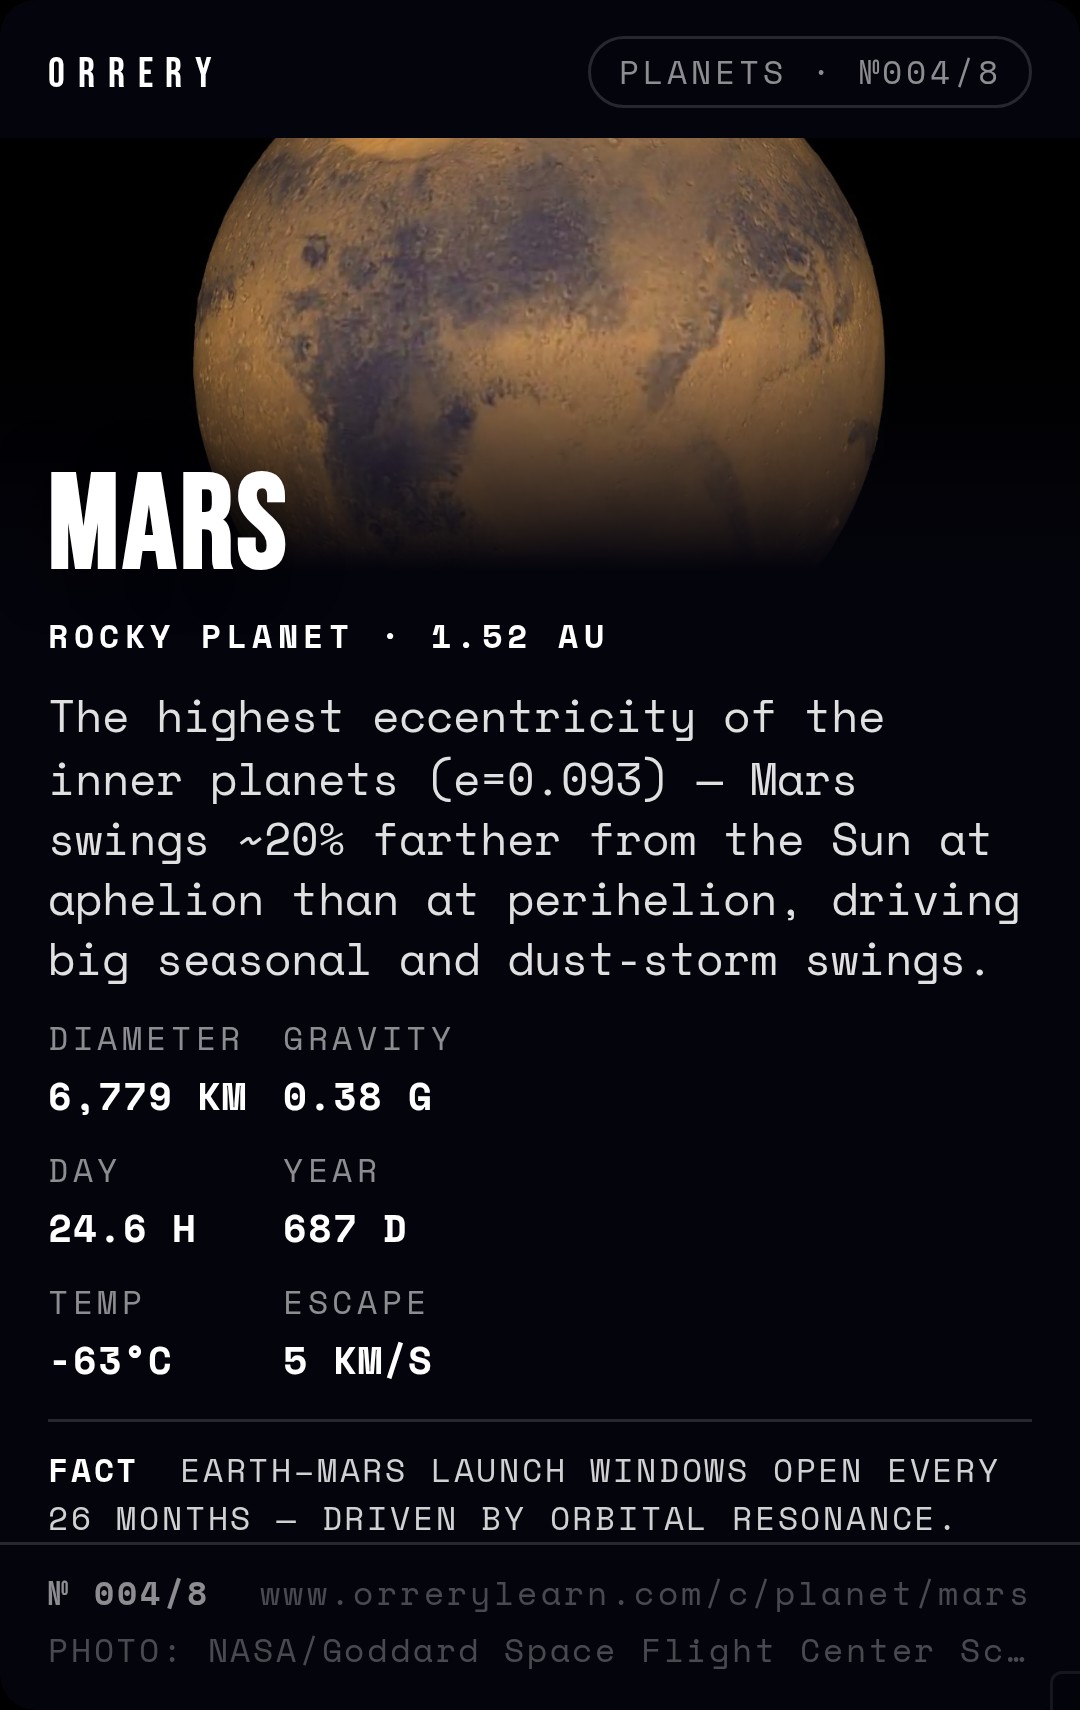 ORRERY
PLANETS · №004/8
MARS
ROCKY PLANET · 1.52 AU
The highest eccentricity of the
inner planets (e=0.093) — Mars
swings ~20% farther from the Sun at
aphelion than at perihelion, driving
big seasonal and dust-storm swings.
DIAMETER GRAVITY
6,779 KM 0.38 G
DAY YEAR
24.6 H 687 D
TEMP ESCAPE
-63°C 5 KM/S
FACT EARTH–MARS LAUNCH WINDOWS OPEN EVERY
26 MONTHS — DRIVEN BY ORBITAL RESONANCE.
№ 004/8 www.orrerylearn.com/c/planet/mars
PHOTO: NASA/Goddard Space Flight Center Sc…